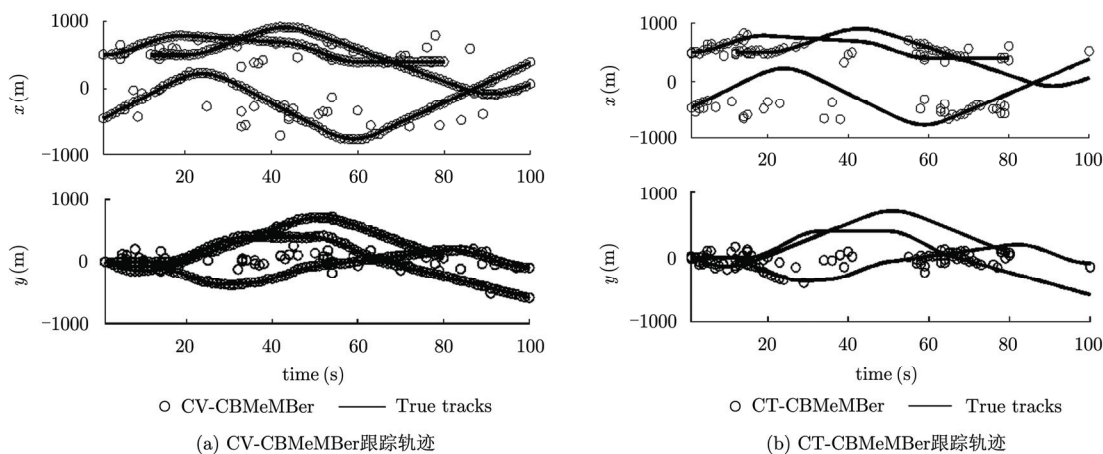 1000
0
−1000
x (m)
20 40 60 80 100
1000
0
−1000
y (m)
20 40 60 80 100
time (s)
CV-CBMeMBer True tracks
(a) CV-CBMeMBer跟踪轨迹
1000
0
−1000
x (m)
20 40 60 80 100
1000
0
−1000
y (m)
20 40 60 80 100
time (s)
CT-CBMeMBer True tracks
(b) CT-CBMeMBer跟踪轨迹